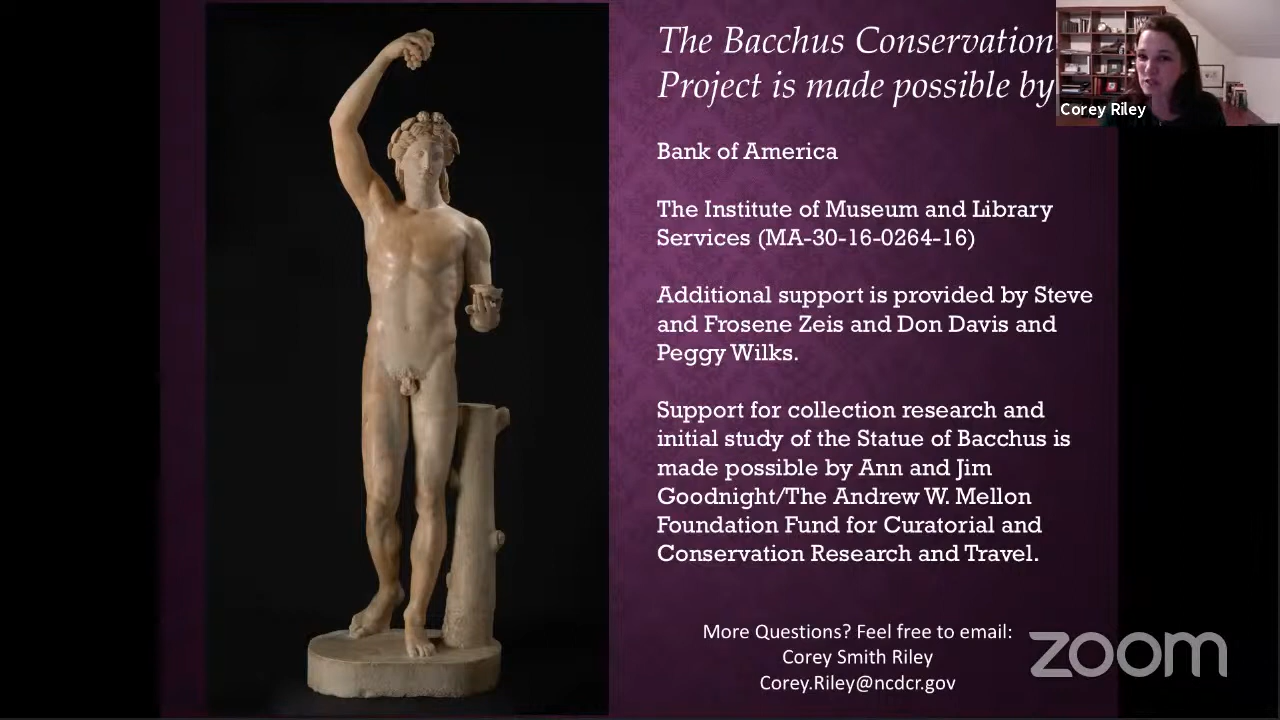 The Bacchus Conservation
Project is made possible by
Corey Riley
Bank of America
The Institute of Museum and Library
Services (MA-30-16-0264-16)
Additional support is provided by Steve
and Frosene Zeis and Don Davis and
Peggy Wilks.
Support for collection research and
initial study of the Statue of Bacchus is
made possible by Ann and Jim
Goodnight/The Andrew W. Mellon
Foundation Fund for Curatorial and
Conservation Research and Travel.
More Questions? Feel free to email:
Corey Smith Riley
Corey.Riley@ncdcr.gov
zoom